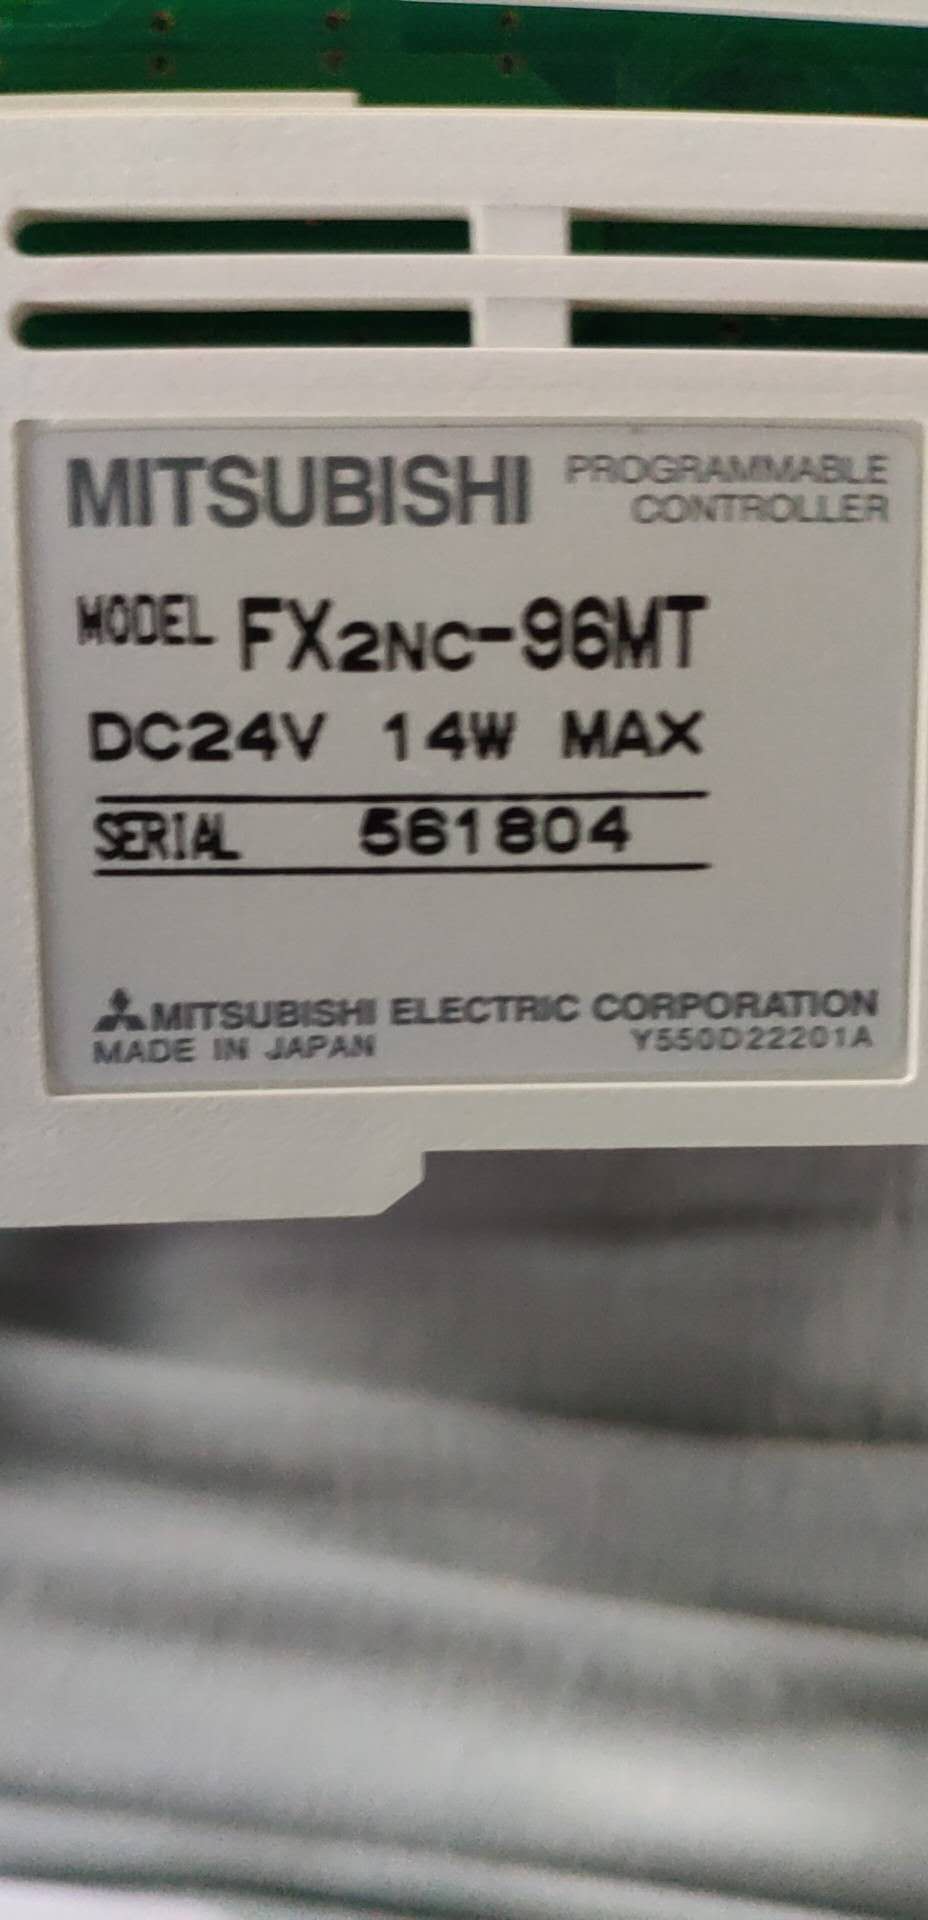 MITSUBISHI PROGRAMMABLE
CONTROLLER
MODEL FX2NC-96MT
DC24V 14W MAX
SERIAL 561804
MITSUBISHI ELECTRIC CORPORATION
MADE IN JAPAN Y550D22201A